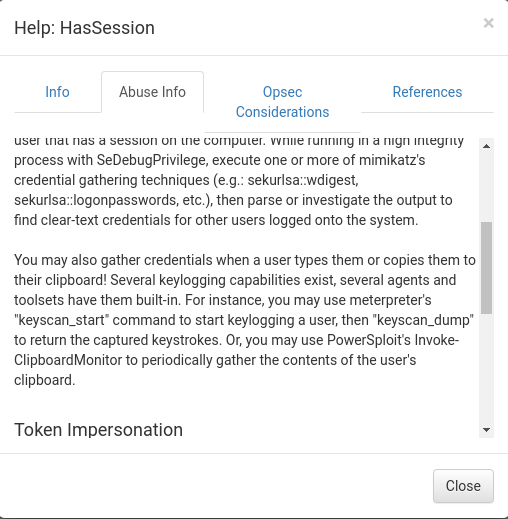 Help: HasSession
×
Info
Abuse Info
Opsec
Considerations
References
user that has a session on the computer. While running in a high integrity
process with SeDebugPrivilege, execute one or more of mimikatz's
credential gathering techniques (e.g.: sekurlsa::wdigest,
sekurlsa::logonpasswords, etc.), then parse or investigate the output to
find clear-text credentials for other users logged onto the system.
You may also gather credentials when a user types them or copies them to
their clipboard! Several keylogging capabilities exist, several agents and
toolsets have them built-in. For instance, you may use meterpreter's
"keyscan_start" command to start keylogging a user, then "keyscan_dump"
to return the captured keystrokes. Or, you may use PowerSploit's Invoke-
ClipboardMonitor to periodically gather the contents of the user's
clipboard.
Token Impersonation
Close